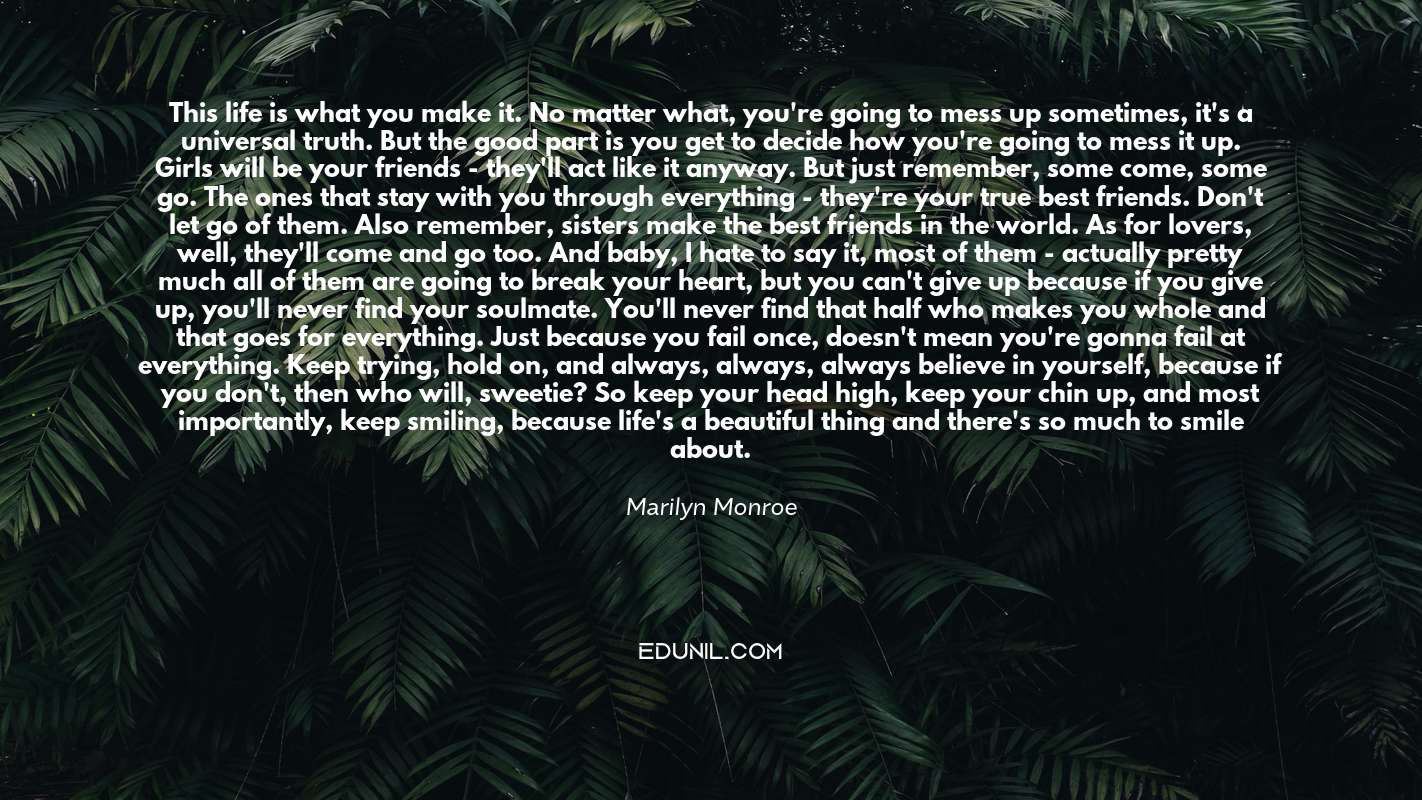 This life is what you make it. No matter what, you're going to mess up sometimes, it's a
universal truth. But the good part is you get to decide how you're going to mess it up.
Girls will be your friends - they'll act like it anyway. But just remember, some come, some
go. The ones that stay with you through everything - they're your true best friends. Don't
let go of them. Also remember, sisters make the best friends in the world. As for lovers,
well, they'll come and go too. And baby, I hate to say it, most of them - actually pretty
much all of them are going to break your heart, but you can't give up because if you give
up, you'll never find your soulmate. You'll never find that half who makes you whole and
that goes for everything. Just because you fail once, doesn't mean you're gonna fail at
everything. Keep trying, hold on, and always, always, always believe in yourself, because if
you don't, then who will, sweetie? So keep your head high, keep your chin up, and most
importantly, keep smiling, because life's a beautiful thing and there's so much to smile
about.
Marilyn Monroe
EDUNIL.COM